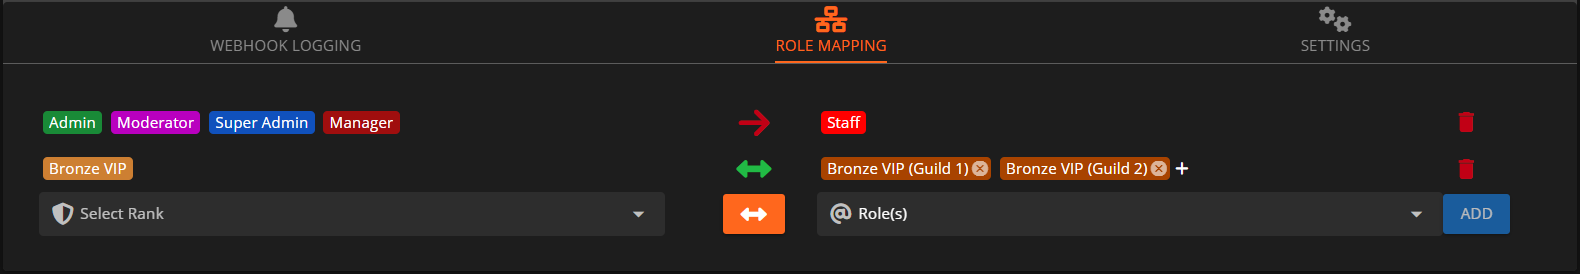 WEBHOOK LOGGING ROLE MAPPING SETTINGS
Admin Moderator Super Admin Manager Staff
Bronze VIP Bronze VIP (Guild 1) Bronze VIP (Guild 2) +
Select Rank @ Role(s) ADD